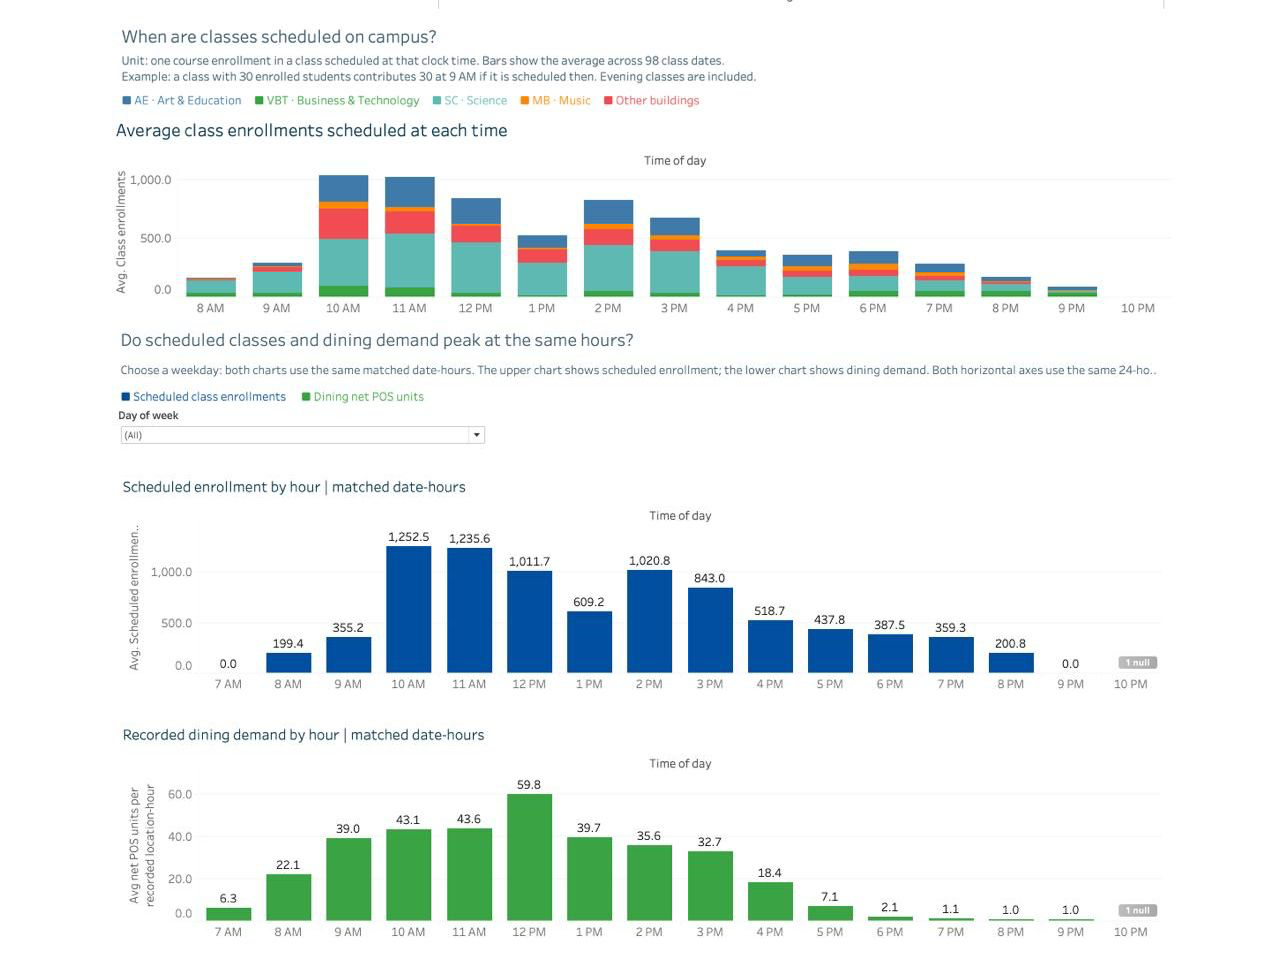 When are classes scheduled on campus?
Unit: one course enrollment in a class scheduled at that clock time. Bars show the average across 98 class dates.
Example: a class with 30 enrolled students contributes 30 at 9 AM if it is scheduled then. Evening classes are included.
AE · Art & Education VBT · Business & Technology SC · Science MB · Music Other buildings
Average class enrollments scheduled at each time
Time of day
Avg. Class enrollments
1,000.0
500.0
0.0
8 AM 9 AM 10 AM 11 AM 12 PM 1 PM 2 PM 3 PM 4 PM 5 PM 6 PM 7 PM 8 PM 9 PM 10 PM
Do scheduled classes and dining demand peak at the same hours?
Choose a weekday: both charts use the same matched date-hours. The upper chart shows scheduled enrollment; the lower chart shows dining demand. Both horizontal axes use the same 24-ho..
Scheduled class enrollments Dining net POS units
Day of week
(All)
Scheduled enrollment by hour | matched date-hours
Time of day
Avg. Scheduled enrollmen..
1,000.0
500.0
0.0
0.0 199.4 355.2 1,252.5 1,235.6 1,011.7 609.2 1,020.8 843.0 518.7 437.8 387.5 359.3 200.8 0.0 1 null
7 AM 8 AM 9 AM 10 AM 11 AM 12 PM 1 PM 2 PM 3 PM 4 PM 5 PM 6 PM 7 PM 8 PM 9 PM 10 PM
Recorded dining demand by hour | matched date-hours
Time of day
Avg net POS units per
recorded location-hour
60.0
40.0
20.0
0.0
6.3 22.1 39.0 43.1 43.6 59.8 39.7 35.6 32.7 18.4 7.1 2.1 1.1 1.0 1.0 1 null
7 AM 8 AM 9 AM 10 AM 11 AM 12 PM 1 PM 2 PM 3 PM 4 PM 5 PM 6 PM 7 PM 8 PM 9 PM 10 PM